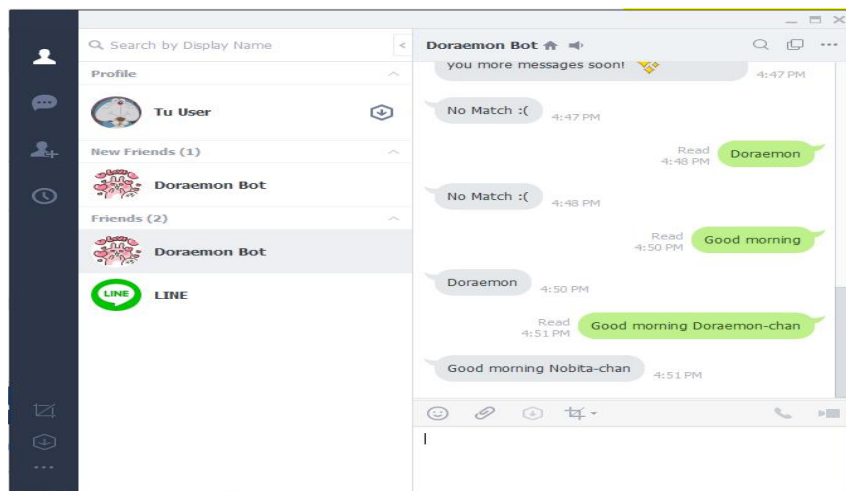 Search by Display Name
<
Profile
Tu User
New Friends (1)
Doraemon Bot
Friends (2)
Doraemon Bot
LINE
LINE
Doraemon Bot
you more messages soon!
4:47 PM
No Match :(
4:47 PM
Read
4:48 PM
Doraemon
No Match :(
4:48 PM
Read
4:50 PM
Good morning
Doraemon
4:50 PM
Read
4:51 PM
Good morning Doraemon-chan
Good morning Nobita-chan
4:51 PM